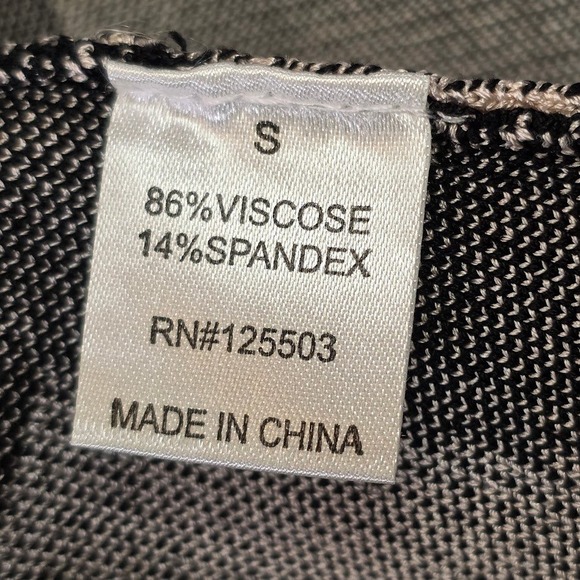 S
86%VISCOSE
14%SPANDEX
RN#125503
MADE IN CHINA